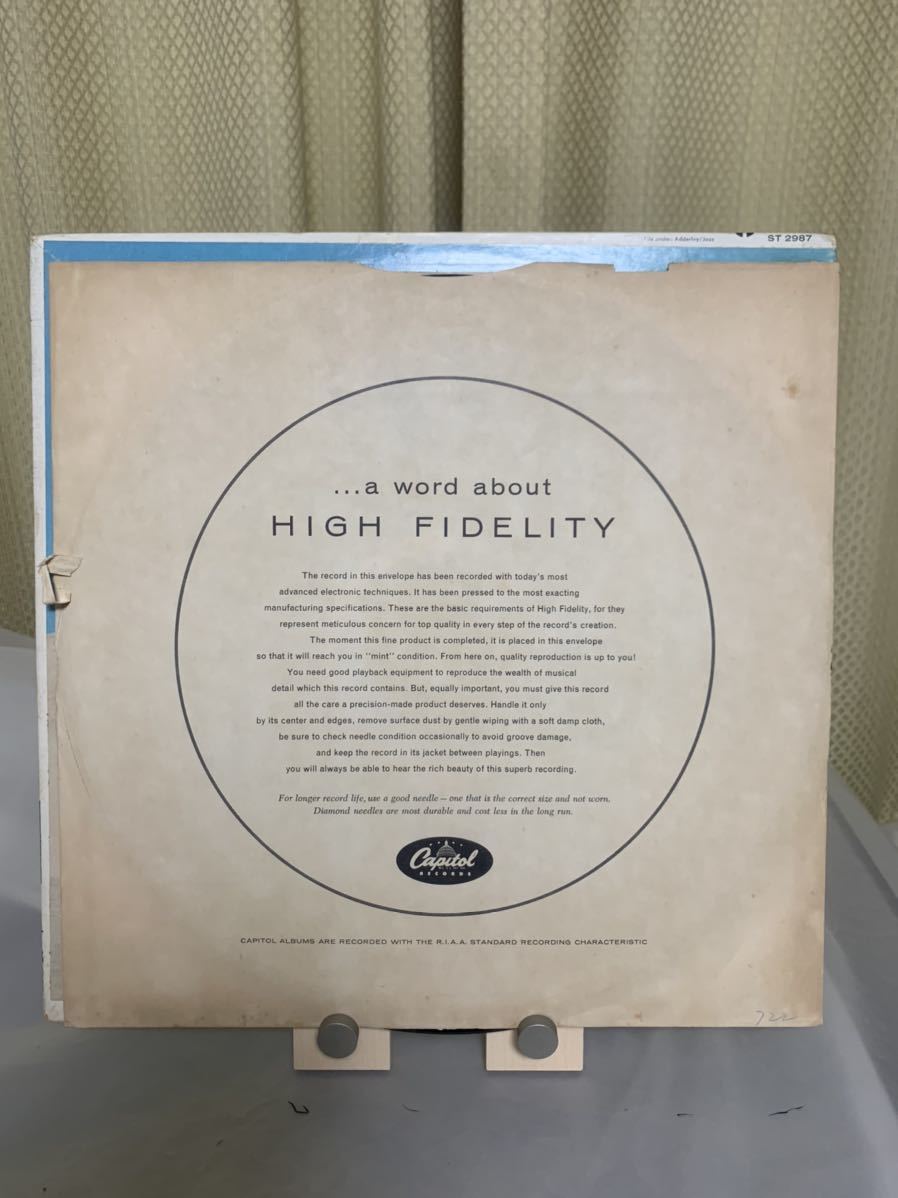 File under: Adderley/Jazz ST 2987
...a word about
HIGH FIDELITY
The record in this envelope has been recorded with today's most
advanced electronic techniques. It has been pressed to the most exacting
manufacturing specifications. These are the basic requirements of High Fidelity, for they
represent meticulous concern for top quality in every step of the record's creation.
The moment this fine product is completed, it is placed in this envelope
so that it will reach you in "mint" condition. From here on, quality reproduction is up to you!
You need good playback equipment to reproduce the wealth of musical
detail which this record contains. But, equally important, you must give this record
all the care a precision-made product deserves. Handle it only
by its center and edges, remove surface dust by gentle wiping with a soft damp cloth,
be sure to check needle condition occasionally to avoid groove damage,
and keep the record in its jacket between playings. Then
you will always be able to hear the rich beauty of this superb recording.
For longer record life, use a good needle — one that is the correct size and not worn.
Diamond needles are most durable and cost less in the long run.
Capitol
RECORDS
CAPITOL ALBUMS ARE RECORDED WITH THE R.I.A.A. STANDARD RECORDING CHARACTERISTIC